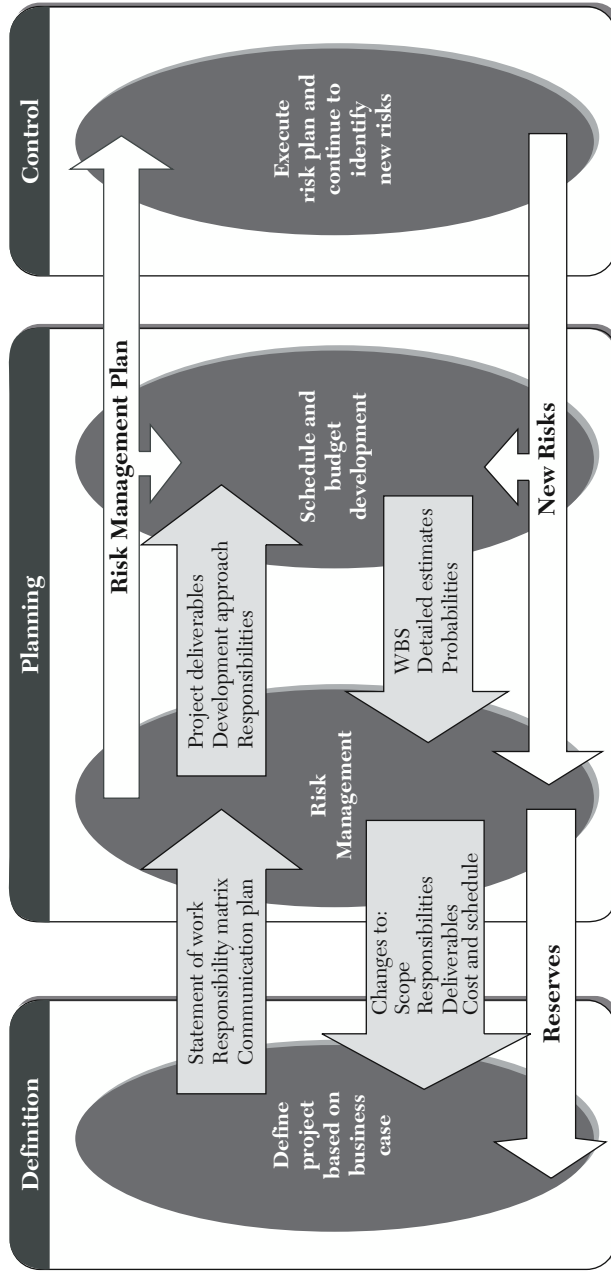 Definition
Planning
Control
Define
project
based on
business
case
Statement of work
Responsibility matrix
Communication plan
Changes to:
Scope
Responsibilities
Deliverables
Cost and schedule
Reserves
Risk
Management
Risk Management Plan
Project deliverables
Development approach
Responsibilities
WBS
Detailed estimates
Probabilities
Schedule and
budget
development
New Risks
Execute
risk plan and
continue to
identify
new risks